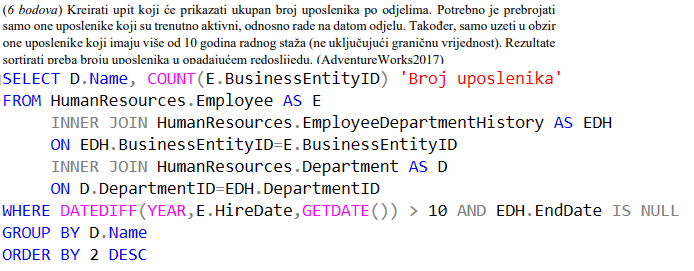 (6 bodova) Kreirati upit koji će prikazati ukupan broj uposlenika po odjelima. Potrebno je prebrojati
samo one uposlenike koji su trenutno aktivni, odnosno rade na datom odjelu. Također, samo uzeti u obzir
one uposlenike koji imaju više od 10 godina radnog staža (ne uključujući graničnu vrijednost). Rezultate
sortirati preba broju uposlenika u opadajućem redoslijedu. (AdventureWorks2017)
SELECT D.Name, COUNT(E.BusinessEntityID) 'Broj uposlenika'
FROM HumanResources.Employee AS E
INNER JOIN HumanResources.EmployeeDepartmentHistory AS EDH
ON EDH.BusinessEntityID=E.BusinessEntityID
INNER JOIN HumanResources.Department AS D
ON D.DepartmentID=EDH.DepartmentID
WHERE DATEDIFF(YEAR,E.HireDate,GETDATE()) > 10 AND EDH.EndDate IS NULL
GROUP BY D.Name
ORDER BY 2 DESC